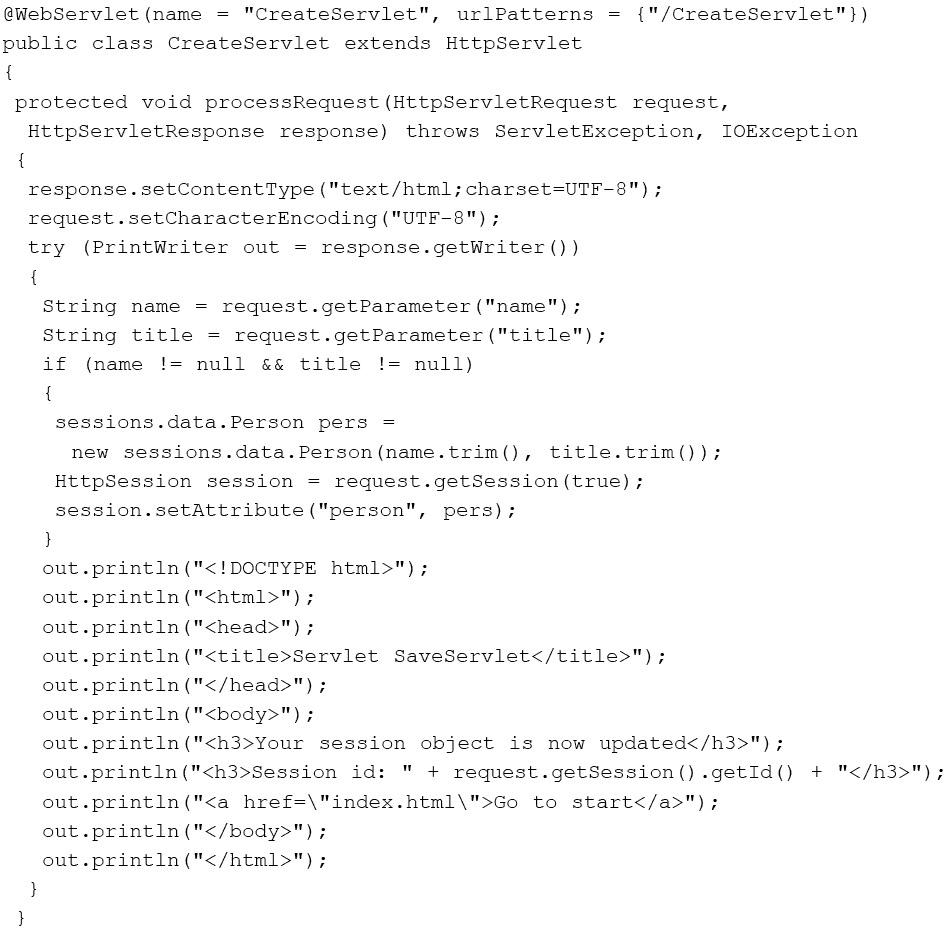 @WebServlet(name = "CreateServlet", urlPatterns = {"/CreateServlet"})
public class CreateServlet extends HttpServlet
{
 protected void processRequest(HttpServletRequest request,
  HttpServletResponse response) throws ServletException, IOException
 {
  response.setContentType("text/html;charset=UTF-8");
  request.setCharacterEncoding("UTF-8");
  try (PrintWriter out = response.getWriter())
  {
   String name = request.getParameter("name");
   String title = request.getParameter("title");
   if (name != null && title != null)
   {
    sessions.data.Person pers =
     new sessions.data.Person(name.trim(), title.trim());
    HttpSession session = request.getSession(true);
    session.setAttribute("person", pers);
   }
   out.println("<!DOCTYPE html>");
   out.println("<html>");
   out.println("<head>");
   out.println("<title>Servlet SaveServlet</title>");
   out.println("</head>");
   out.println("<body>");
   out.println("<h3>Your session object is now updated</h3>");
   out.println("<h3>Session id: " + request.getSession().getId() + "</h3>");
   out.println("<a href=\"index.html\">Go to start</a>");
   out.println("</body>");
   out.println("</html>");
  }
 }